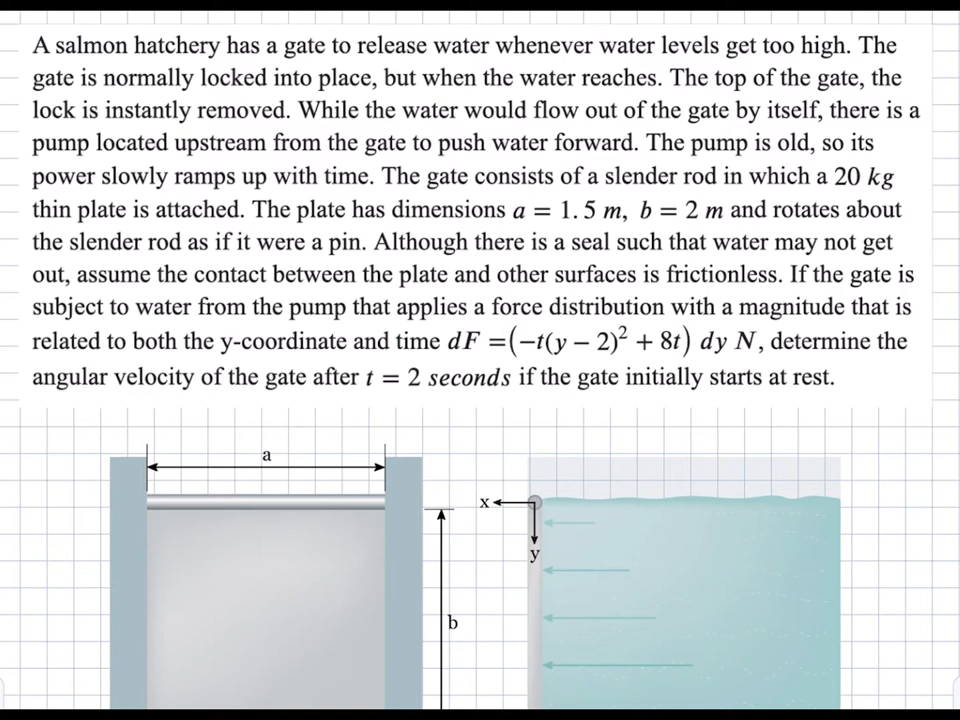 A salmon hatchery has a gate to release water whenever water levels get too high. The
gate is normally locked into place, but when the water reaches. The top of the gate, the
lock is instantly removed. While the water would flow out of the gate by itself, there is a
pump located upstream from the gate to push water forward. The pump is old, so its
power slowly ramps up with time. The gate consists of a slender rod in which a 20 kg
thin plate is attached. The plate has dimensions a = 1.5 m, b = 2 m and rotates about
the slender rod as if it were a pin. Although there is a seal such that water may not get
out, assume the contact between the plate and other surfaces is frictionless. If the gate is
subject to water from the pump that applies a force distribution with a magnitude that is
related to both the y-coordinate and time dF =(−t(y − 2)² + 8t) dy N, determine the
angular velocity of the gate after t = 2 seconds if the gate initially starts at rest.
a
x
y
b